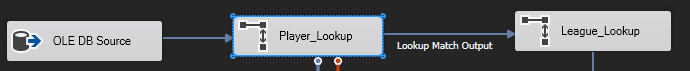 OLE DB Source
Player_Lookup
Lookup Match Output
League_Lookup